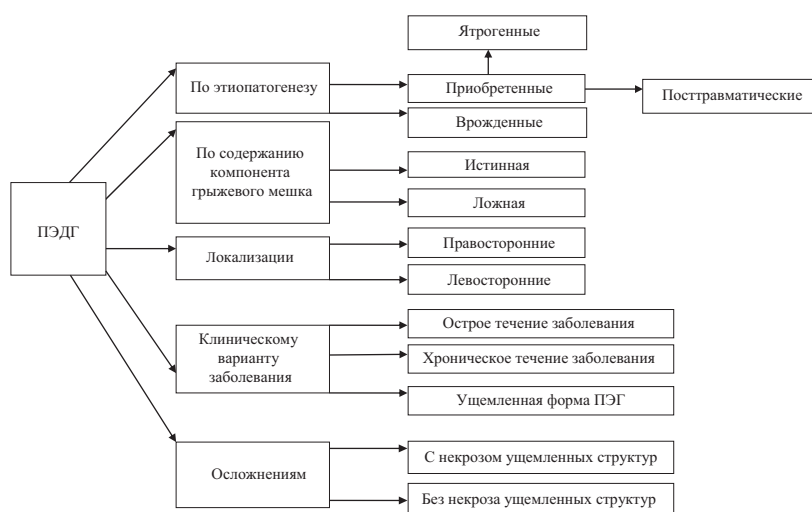 Ятрогенные
По этиопатогенезу
Приобретенные
Посттравматические
Врожденные
По содержанию
компонента
грыжевого мешка
Истинная
Ложная
ПЭДГ
Локализации
Правосторонние
Левосторонние
Клиническому
варианту
заболевания
Острое течение заболевания
Хроническое течение заболевания
Ущемленная форма ПЭГ
Осложнениям
С некрозом ущемленных структур
Без некроза ущемленных структур